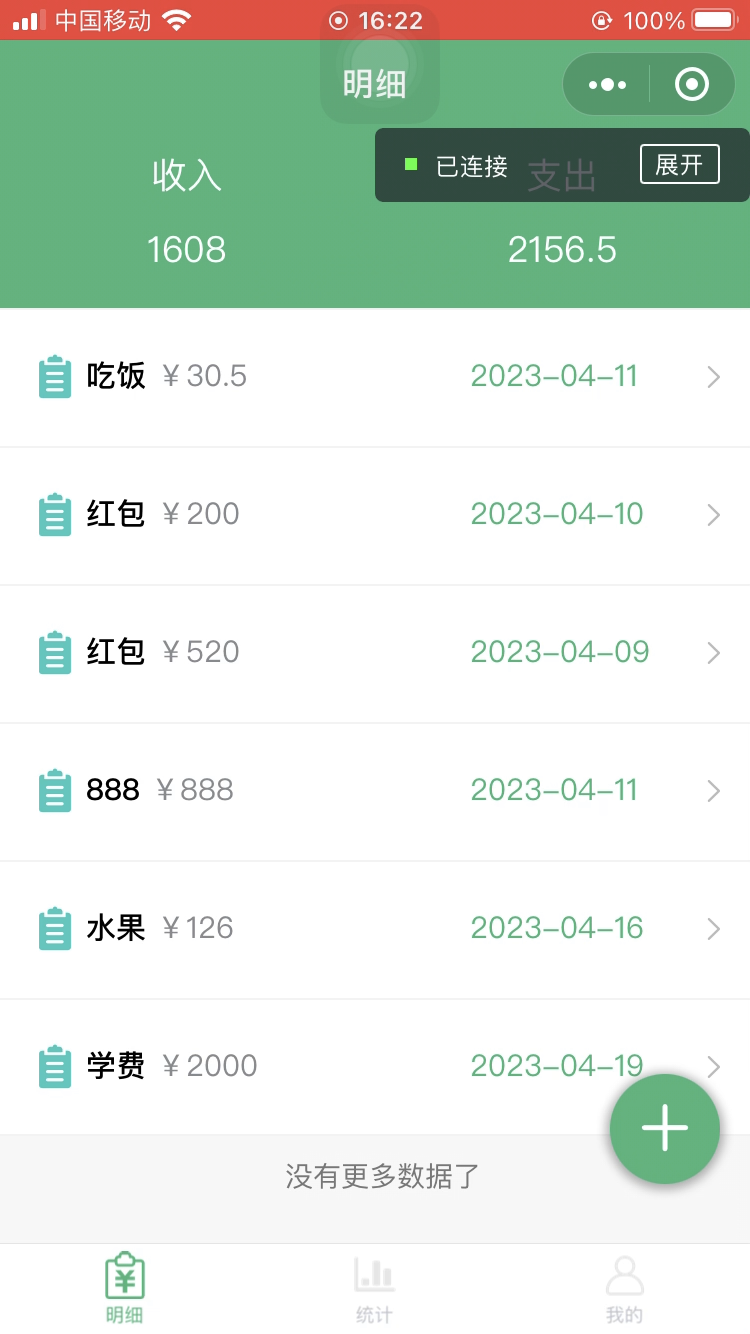 中国移动 16:22 100%
明细
已连接 展开
收入 支出
1608 2156.5
吃饭 ¥30.5 2023-04-11
红包 ¥200 2023-04-10
红包 ¥520 2023-04-09
888 ¥888 2023-04-11
水果 ¥126 2023-04-16
学费 ¥2000 2023-04-19
没有更多数据了
明细 统计 我的